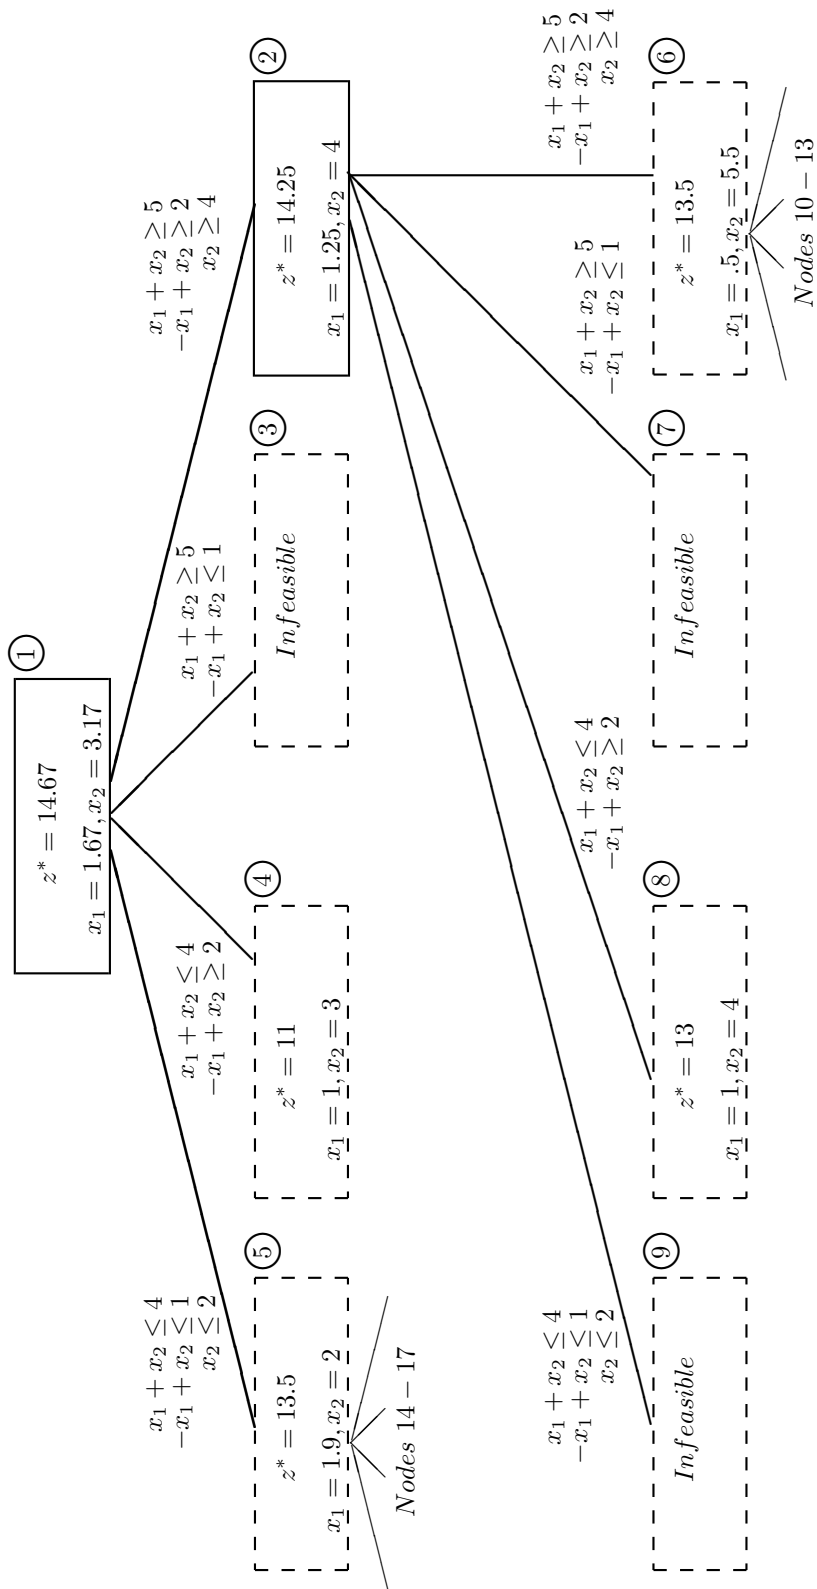 1
z* = 14.67
x₁ = 1.67, x₂ = 3.17
x₁ + x₂ ≤ 4
−x₁ + x₂ ≤ 1
x₂ ≤ 2
x₁ + x₂ ≤ 4
−x₁ + x₂ ≥ 2
x₁ + x₂ ≥ 5
−x₁ + x₂ ≤ 1
x₁ + x₂ ≥ 5
−x₁ + x₂ ≥ 2
x₂ ≥ 4
5
z* = 13.5
x₁ = 1.9, x₂ = 2
Nodes 14 − 17
4
z* = 11
x₁ = 1, x₂ = 3
3
Infeasible
2
z* = 14.25
x₁ = 1.25, x₂ = 4
x₁ + x₂ ≤ 4
−x₁ + x₂ ≤ 1
x₂ ≤ 2
x₁ + x₂ ≤ 4
−x₁ + x₂ ≥ 2
x₁ + x₂ ≥ 5
−x₁ + x₂ ≤ 1
x₁ + x₂ ≥ 5
−x₁ + x₂ ≥ 2
x₂ ≥ 4
9
Infeasible
8
z* = 13
x₁ = 1, x₂ = 4
7
Infeasible
6
z* = 13.5
x₁ = .5, x₂ = 5.5
Nodes 10 − 13